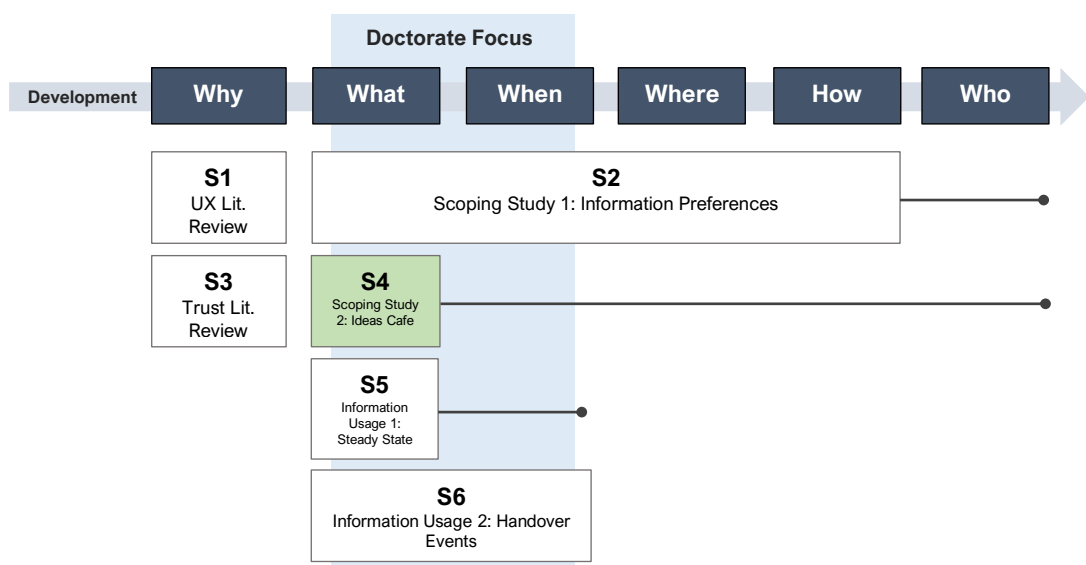 Doctorate Focus
Development
Why
What
When
Where
How
Who
S1
UX Lit.
Review
S2
Scoping Study 1: Information Preferences
S3
Trust Lit.
Review
S4
Scoping Study
2: Ideas Cafe
S5
Information
Usage 1:
Steady State
S6
Information Usage 2: Handover
Events